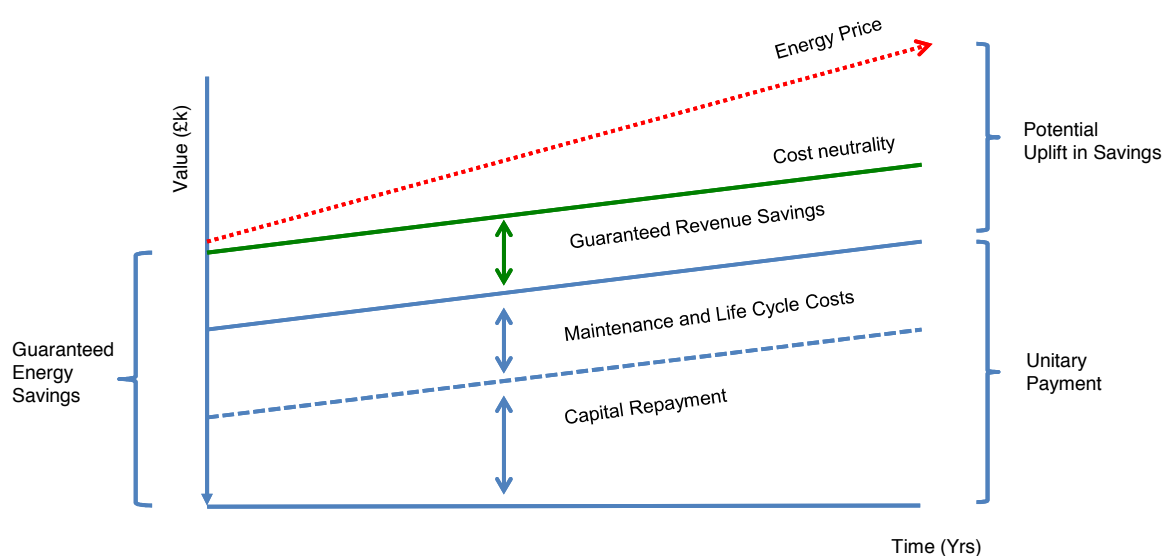 Energy Price
Value (£k)
Potential
Uplift in Savings
Cost neutrality
Guaranteed Revenue Savings
Maintenance and Life Cycle Costs
Guaranteed
Energy
Savings
Unitary
Payment
Capital Repayment
Time (Yrs)